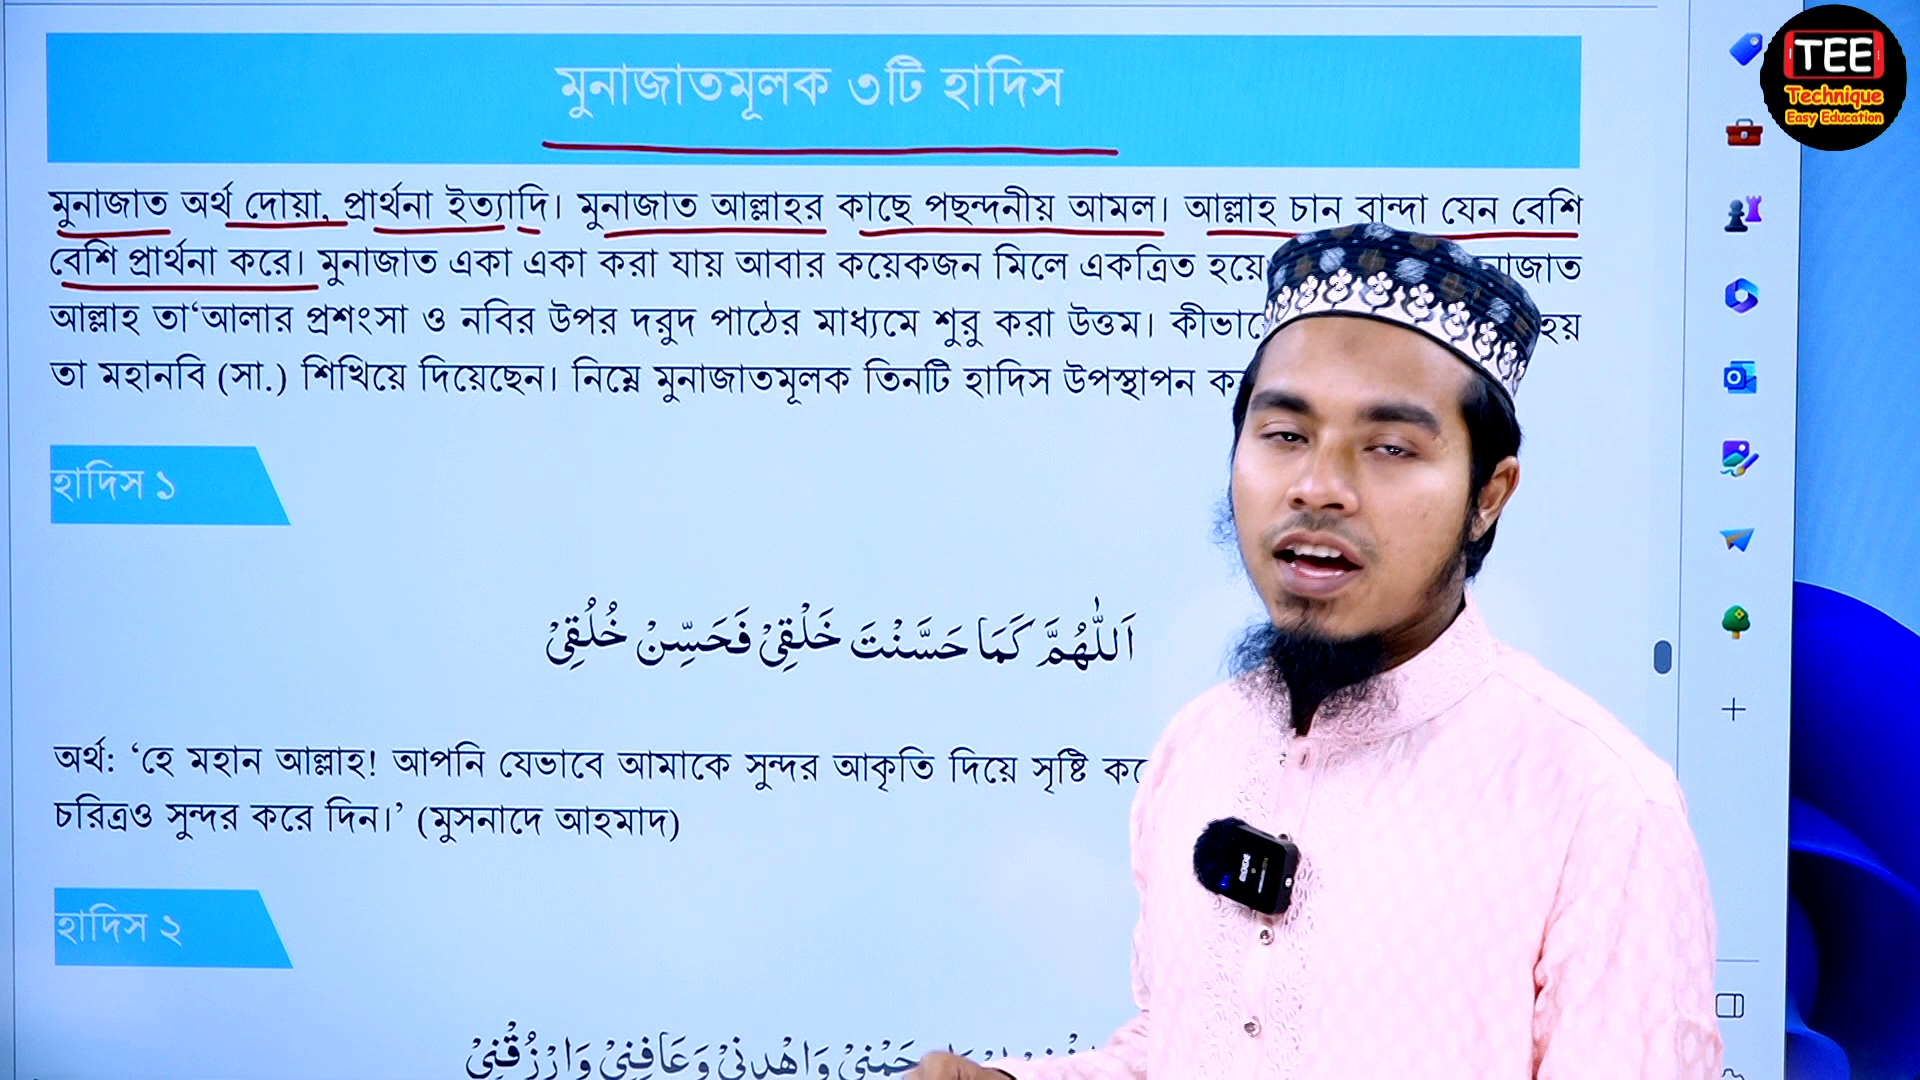 মুনাজাতমূলক ৩টি হাদিস
মুনাজাত অর্থ দোয়া, প্রার্থনা ইত্যাদি। মুনাজাত আল্লাহর কাছে পছন্দনীয় আমল। আল্লাহ চান বান্দা যেন বেশি
বেশি প্রার্থনা করে। মুনাজাত একা একা করা যায় আবার কয়েকজন মিলে একত্রিত হয়ে
আল্লাহ তা‘আলার প্রশংসা ও নবির উপর দরুদ পাঠের মাধ্যমে শুরু করা উত্তম। হয়
তা মহানবি (সা.) শিখিয়ে দিয়েছেন। নিম্নে মুনাজাতমূলক তিনটি হাদিস উপস্থাপন
হাদিস ১
اَللّٰهُمَّ كَمَا حَسَّنْتَ خَلْقِيْ فَحَسِّنْ خُلُقِيْ
অর্থ: ‘হে মহান আল্লাহ! আপনি যেভাবে আমাকে সুন্দর আকৃতি দিয়ে সৃষ্টি
চরিত্রও সুন্দর করে দিন।’ (মুসনাদে আহমাদ)
হাদিস ২
وَاهْدِنِيْ وَعَافِنِيْ وَارْزُقْنِيْ
TEE
Technique
Easy Education